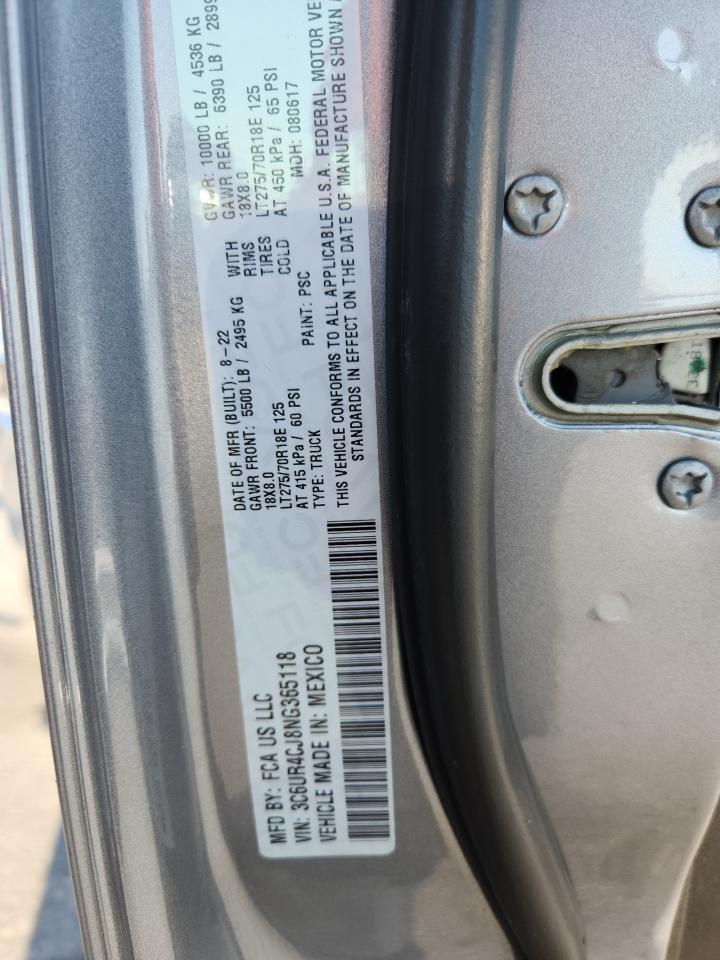 MFD BY: FCA US LLC
VIN: 3C6UR4CJ8NG365118
VEHICLE MADE IN: MEXICO
DATE OF MFR (BUILT): 8-22 GVWR: 10000 LB / 4536 KG
GAWR FRONT: 5500 LB / 2495 KG WITH GAWR REAR: 6390 LB / 2899
18X8.0 RIMS 18X8.0
LT275/70R18E 125 TIRES LT275/70R18E 125
AT 415 kPa / 60 PSI COLD AT 450 kPa / 65 PSI
TYPE: TRUCK PAINT: PSC MDH: 080617
THIS VEHICLE CONFORMS TO ALL APPLICABLE U.S.A. FEDERAL MOTOR
STANDARDS IN EFFECT ON THE DATE OF MANUFACTURE SHOWN